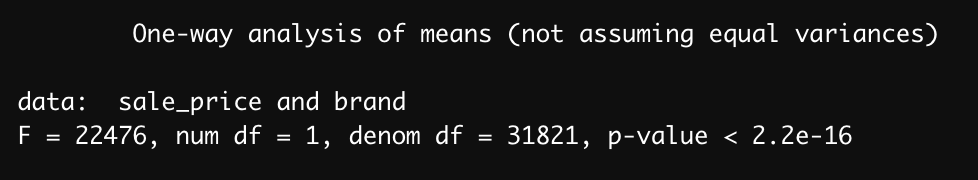 One-way analysis of means (not assuming equal variances)
data:  sale_price and brand
F = 22476, num df = 1, denom df = 31821, p-value < 2.2e-16